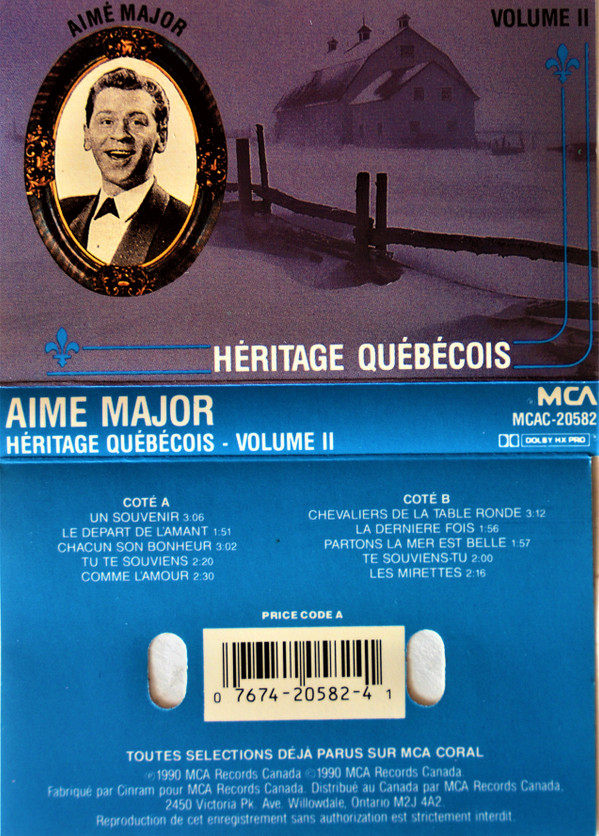 AIMÉ MAJOR
VOLUME II
HÉRITAGE QUÉBÉCOIS
AIME MAJOR
HÉRITAGE QUÉBÉCOIS - VOLUME II
MCA
MCAC-20582
DOLBY HX PRO
COTÉ A
UN SOUVENIR 3:06
LE DEPART DE L'AMANT 1:51
CHACUN SON BONHEUR 3:02
TU TE SOUVIENS 2:20
COMME L'AMOUR 2:30
COTÉ B
CHEVALIERS DE LA TABLE RONDE 3:12
LA DERNIERE FOIS 1:56
PARTONS LA MER EST BELLE 1:57
TE SOUVIENS-TU 2:00
LES MIRETTES 2:16
PRICE CODE A
0 7674-20582-4 1
TOUTES SELECTIONS DÉJÀ PARUS SUR MCA CORAL
℗1990 MCA Records Canada ©1990 MCA Records Canada.
Fabriqué par Cinram pour MCA Records Canada. Distribué au Canada par MCA Records Canada,
2450 Victoria Pk. Ave. Willowdale, Ontario M2J 4A2.
Reproduction de cet enregistrement sans authorization est strictement interdit.